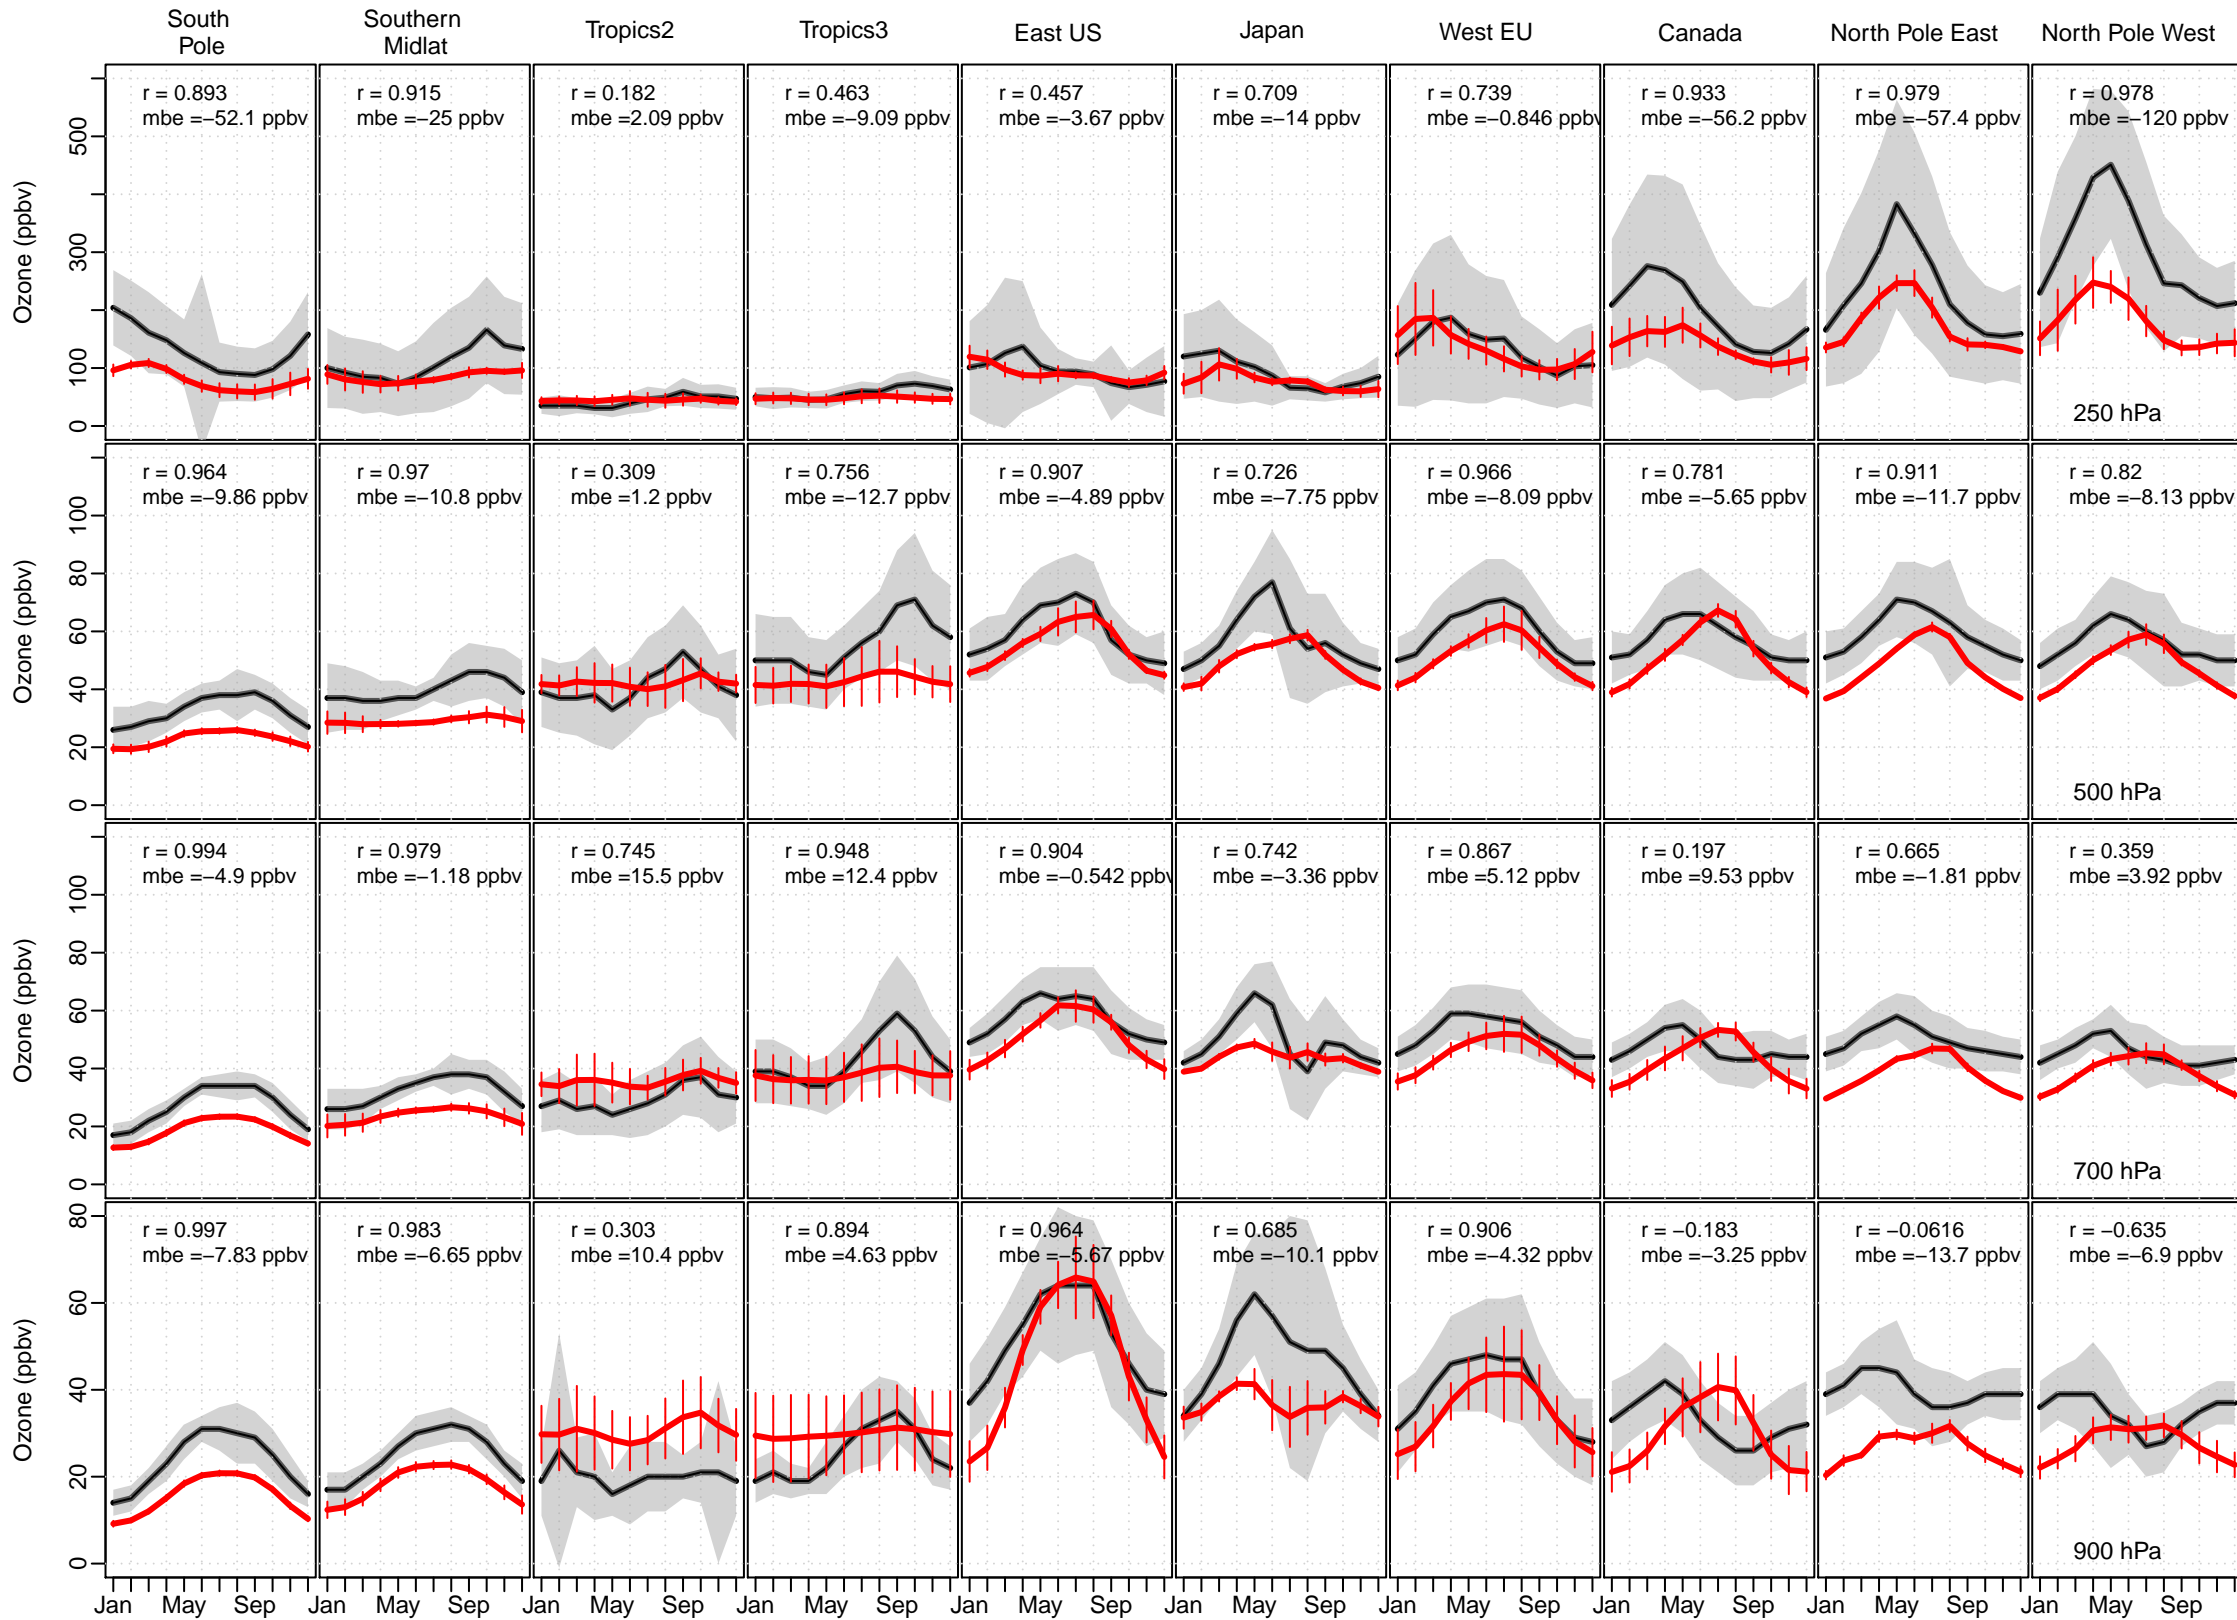 South
Pole
Southern
Midlat
Tropics2
Tropics3
East US
Japan
West EU
Canada
North Pole East
North Pole West
Ozone (ppbv)
0
100
300
500
r = 0.893
mbe =−52.1 ppbv
r = 0.915
mbe =−25 ppbv
r = 0.182
mbe =2.09 ppbv
r = 0.463
mbe =−9.09 ppbv
r = 0.457
mbe =−3.67 ppbv
r = 0.709
mbe =−14 ppbv
r = 0.739
mbe =−0.846 ppbv
r = 0.933
mbe =−56.2 ppbv
r = 0.979
mbe =−57.4 ppbv
r = 0.978
mbe =−120 ppbv
250 hPa
Ozone (ppbv)
0
20
40
60
80
100
r = 0.964
mbe =−9.86 ppbv
r = 0.97
mbe =−10.8 ppbv
r = 0.309
mbe =1.2 ppbv
r = 0.756
mbe =−12.7 ppbv
r = 0.907
mbe =−4.89 ppbv
r = 0.726
mbe =−7.75 ppbv
r = 0.966
mbe =−8.09 ppbv
r = 0.781
mbe =−5.65 ppbv
r = 0.911
mbe =−11.7 ppbv
r = 0.82
mbe =−8.13 ppbv
500 hPa
Ozone (ppbv)
0
20
40
60
80
100
r = 0.994
mbe =−4.9 ppbv
r = 0.979
mbe =−1.18 ppbv
r = 0.745
mbe =15.5 ppbv
r = 0.948
mbe =12.4 ppbv
r = 0.904
mbe =−0.542 ppbv
r = 0.742
mbe =−3.36 ppbv
r = 0.867
mbe =5.12 ppbv
r = 0.197
mbe =9.53 ppbv
r = 0.665
mbe =−1.81 ppbv
r = 0.359
mbe =3.92 ppbv
700 hPa
Ozone (ppbv)
0
20
40
60
80
r = 0.997
mbe =−7.83 ppbv
r = 0.983
mbe =−6.65 ppbv
r = 0.303
mbe =10.4 ppbv
r = 0.894
mbe =4.63 ppbv
r = 0.964
mbe =−5.67 ppbv
r = 0.685
mbe =−10.1 ppbv
r = 0.906
mbe =−4.32 ppbv
r = −0.183
mbe =−3.25 ppbv
r = −0.0616
mbe =−13.7 ppbv
r = −0.635
mbe =−6.9 ppbv
900 hPa
Jan May Sep Jan May Sep Jan May Sep Jan May Sep Jan May Sep Jan May Sep Jan May Sep Jan May Sep Jan May Sep Jan May Sep